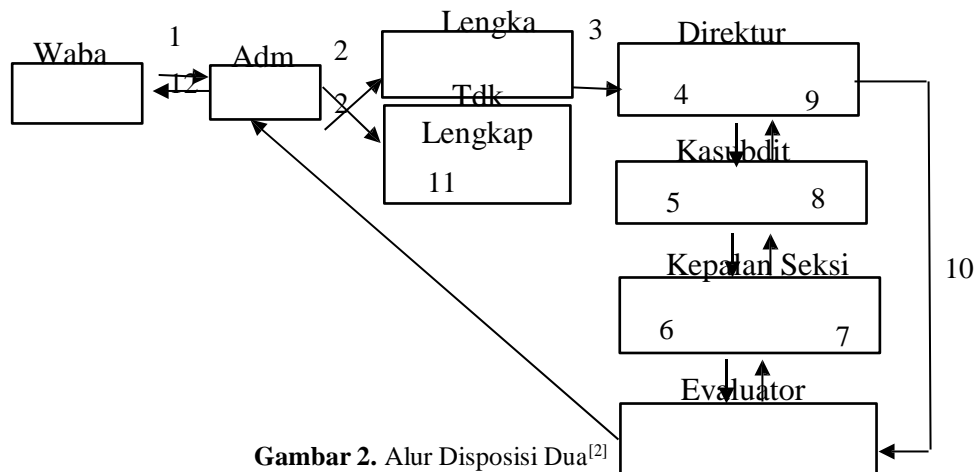 Waba
1
12
Adm
2
2
Lengka
Tdk
Lengkap
11
3
Direktur
4 9
Kasubdit
5 8
Kepalan Seksi
6 7
10
Evaluator
Gambar 2. Alur Disposisi Dua[2]